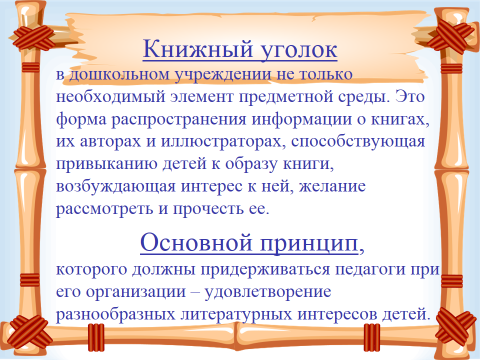 Книжный уголок
в дошкольном учреждении не только
необходимый элемент предметной среды. Это
форма распространения информации о книгах,
их авторах и иллюстраторах, способствующая
привыканию детей к образу книги,
возбуждающая интерес к ней, желание
рассмотреть и прочесть ее.
Основной принцип,
которого должны придерживаться педагоги при
его организации – удовлетворение
разнообразных литературных интересов детей.